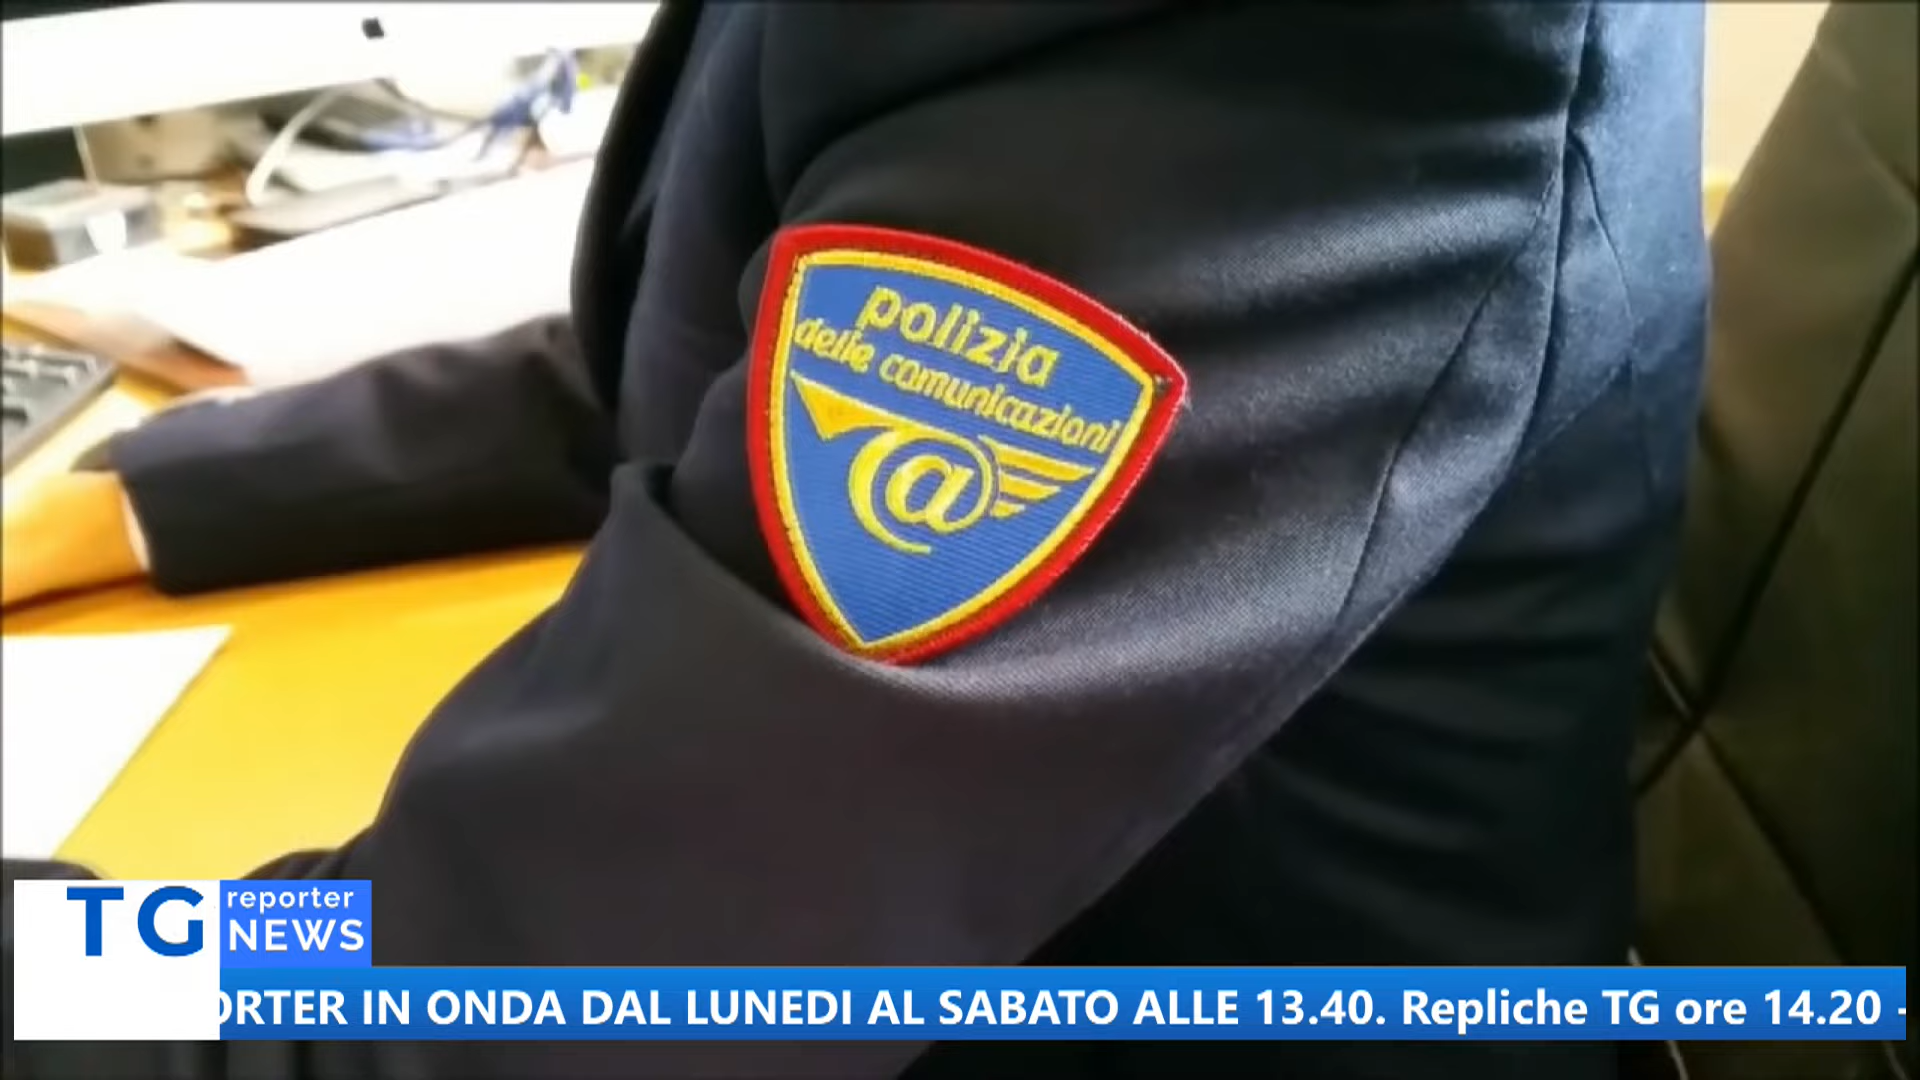 polizia
delle comunicazioni
@
TG
reporter
NEWS
ORTER IN ONDA DAL LUNEDI AL SABATO ALLE 13.40. Repliche TG ore 14.20 -